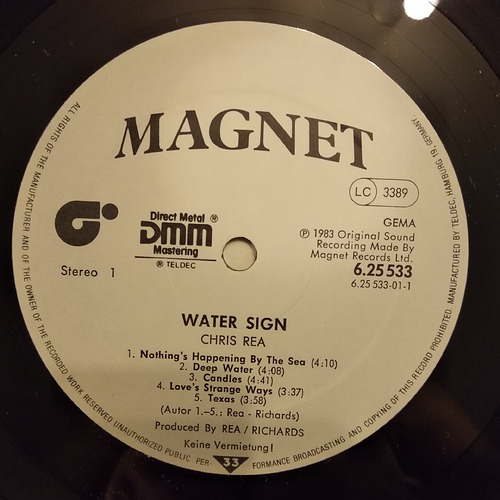 MAGNET
LC 3389
GEMA
Direct Metal ®
DMM
Mastering
® TELDEC
Stereo 1
℗ 1983 Original Sound
Recording Made By
Magnet Records Ltd.
6.25 533
6.25 533-01-1
WATER SIGN
CHRIS REA
1. Nothing's Happening By The Sea (4:10)
2. Deep Water (4:08)
3. Candles (4:41)
4. Love's Strange Ways (3:37)
5. Texas (3:58)
(Autor 1.-5.: Rea - Richards)
Produced By REA / RICHARDS
Keine Vermietung!
33
ALL RIGHTS OF THE MANUFACTURER AND OF THE OWNER OF THE RECORDED WORK RESERVED UNAUTHORIZED PUBLIC PER-FORMANCE BROADCASTING AND COPYING OF THIS RECORD PROHIBITED. MANUFACTURED BY TELDEC, HAMBURG 19, GERMANY